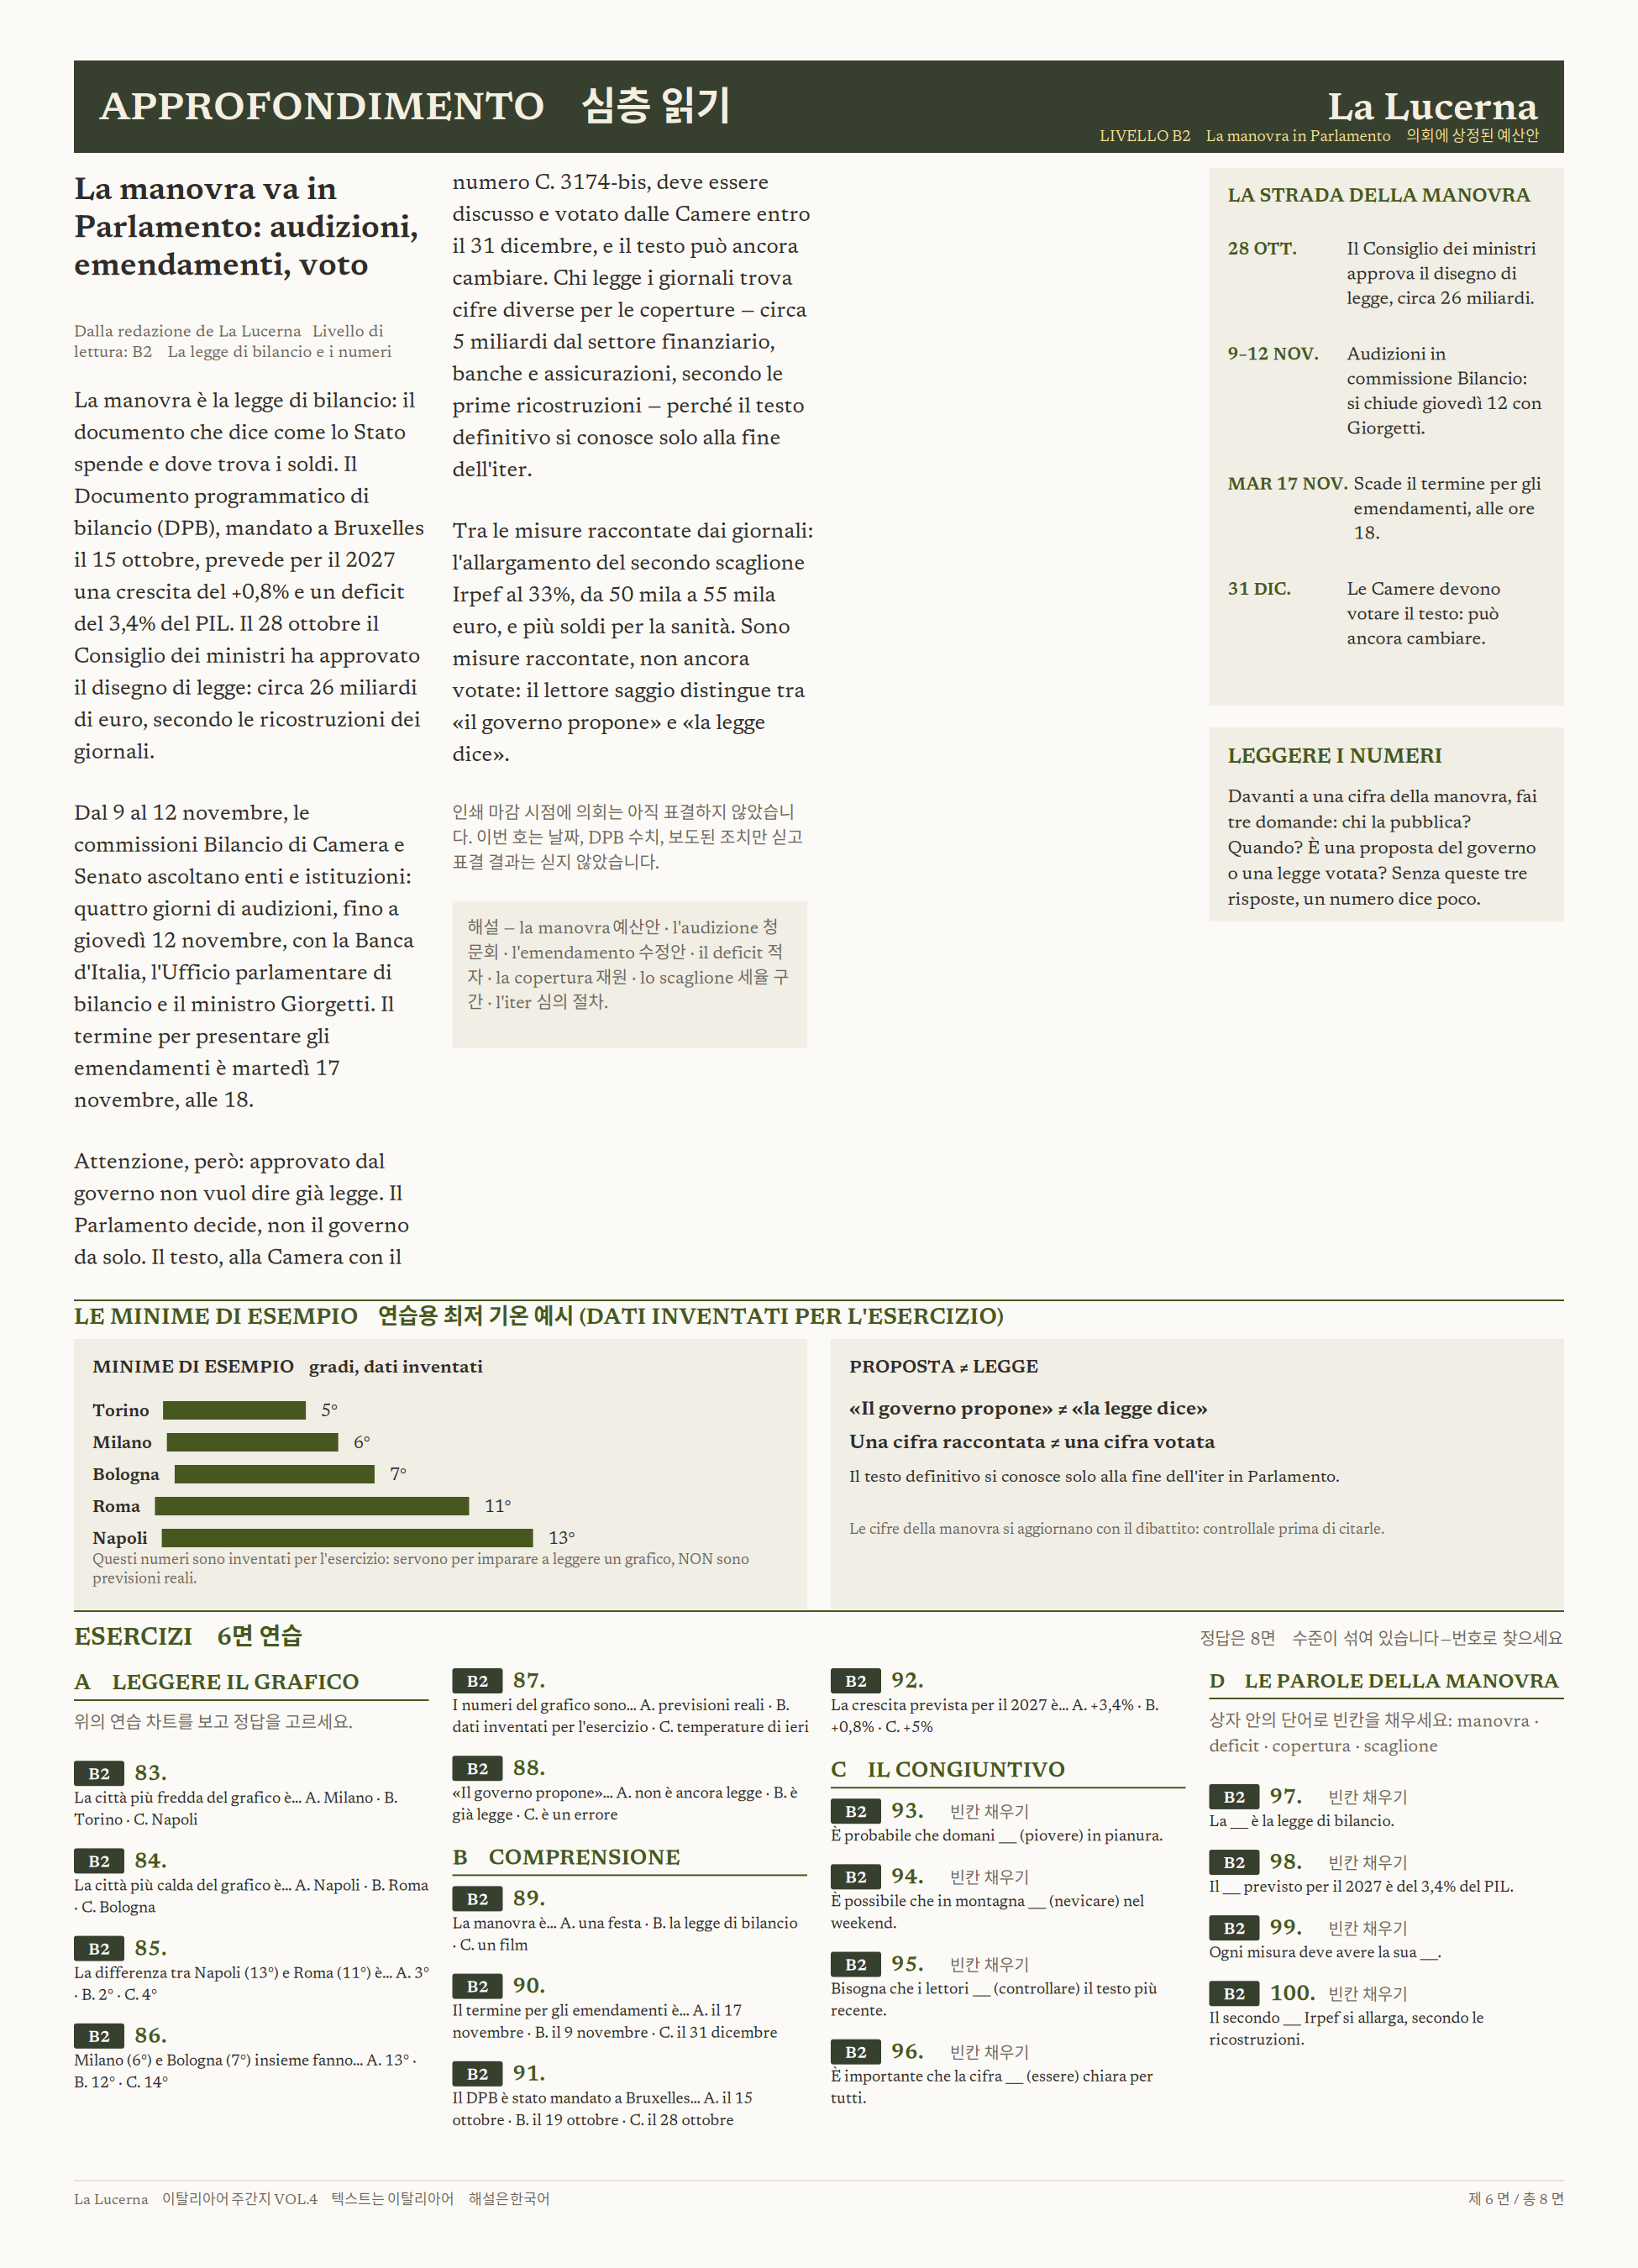 APPROFONDIMENTO 심층 읽기
La Lucerna
LIVELLO B2 La manovra in Parlamento 의회에 상정된 예산안
La manovra va in
Parlamento: audizioni,
emendamenti, voto
Dalla redazione de La Lucerna Livello di
lettura: B2 La legge di bilancio e i numeri
La manovra è la legge di bilancio: il
documento che dice come lo Stato
spende e dove trova i soldi. Il
Documento programmatico di
bilancio (DPB), mandato a Bruxelles
il 15 ottobre, prevede per il 2027
una crescita del +0,8% e un deficit
del 3,4% del PIL. Il 28 ottobre il
Consiglio dei ministri ha approvato
il disegno di legge: circa 26 miliardi
di euro, secondo le ricostruzioni dei
giornali.
Dal 9 al 12 novembre, le
commissioni Bilancio di Camera e
Senato ascoltano enti e istituzioni:
quattro giorni di audizioni, fino a
giovedì 12 novembre, con la Banca
d'Italia, l'Ufficio parlamentare di
bilancio e il ministro Giorgetti. Il
termine per presentare gli
emendamenti è martedì 17
novembre, alle 18.
Attenzione, però: approvato dal
governo non vuol dire già legge. Il
Parlamento decide, non il governo
da solo. Il testo, alla Camera con il
numero C. 3174-bis, deve essere
discusso e votato dalle Camere entro
il 31 dicembre, e il testo può ancora
cambiare. Chi legge i giornali trova
cifre diverse per le coperture — circa
5 miliardi dal settore finanziario,
banche e assicurazioni, secondo le
prime ricostruzioni — perché il testo
definitivo si conosce solo alla fine
dell'iter.
Tra le misure raccontate dai giornali:
l'allargamento del secondo scaglione
Irpef al 33%, da 50 mila a 55 mila
euro, e più soldi per la sanità. Sono
misure raccontate, non ancora
votate: il lettore saggio distingue tra
«il governo propone» e «la legge
dice».
인쇄 마감 시점에 의회는 아직 표결하지 않았습니
다. 이번 호는 날짜, DPB 수치, 보도된 조치만 싣고
표결 결과는 싣지 않았습니다.
해설 — la manovra 예산안 · l'audizione 청
문회 · l'emendamento 수정안 · il deficit 적
자 · la copertura 재원 · lo scaglione 세율 구
간 · l'iter 심의 절차.
LA STRADA DELLA MANOVRA
28 OTT. Il Consiglio dei ministri
approva il disegno di
legge, circa 26 miliardi.
9–12 NOV. Audizioni in
commissione Bilancio:
si chiude giovedì 12 con
Giorgetti.
MAR 17 NOV. Scade il termine per gli
emendamenti, alle ore
18.
31 DIC. Le Camere devono
votare il testo: può
ancora cambiare.
LEGGERE I NUMERI
Davanti a una cifra della manovra, fai
tre domande: chi la pubblica?
Quando? È una proposta del governo
o una legge votata? Senza queste tre
risposte, un numero dice poco.
LE MINIME DI ESEMPIO 연습용 최저 기온 예시 (DATI INVENTATI PER L'ESERCIZIO)
MINIME DI ESEMPIO gradi, dati inventati
Torino 5°
Milano 6°
Bologna 7°
Roma 11°
Napoli 13°
Questi numeri sono inventati per l'esercizio: servono per imparare a leggere un grafico, NON sono
previsioni reali.
PROPOSTA ≠ LEGGE
«Il governo propone» ≠ «la legge dice»
Una cifra raccontata ≠ una cifra votata
Il testo definitivo si conosce solo alla fine dell'iter in Parlamento.
Le cifre della manovra si aggiornano con il dibattito: controllale prima di citarle.
ESERCIZI 6면 연습
정답은 8면 수준이 섞여 있습니다—번호로 찾으세요
A LEGGERE IL GRAFICO
위의 연습 차트를 보고 정답을 고르세요.
B2 83.
La città più fredda del grafico è... A. Milano · B.
Torino · C. Napoli
B2 84.
La città più calda del grafico è... A. Napoli · B. Roma
· C. Bologna
B2 85.
La differenza tra Napoli (13°) e Roma (11°) è... A. 3°
· B. 2° · C. 4°
B2 86.
Milano (6°) e Bologna (7°) insieme fanno... A. 13° ·
B. 12° · C. 14°
B2 87.
I numeri del grafico sono... A. previsioni reali · B.
dati inventati per l'esercizio · C. temperature di ieri
B2 88.
«Il governo propone»... A. non è ancora legge · B. è
già legge · C. è un errore
B COMPRENSIONE
B2 89.
La manovra è... A. una festa · B. la legge di bilancio
· C. un film
B2 90.
Il termine per gli emendamenti è... A. il 17
novembre · B. il 9 novembre · C. il 31 dicembre
B2 91.
Il DPB è stato mandato a Bruxelles... A. il 15
ottobre · B. il 19 ottobre · C. il 28 ottobre
B2 92.
La crescita prevista per il 2027 è... A. +3,4% · B.
+0,8% · C. +5%
C IL CONGIUNTIVO
B2 93. 빈칸 채우기
È probabile che domani __ (piovere) in pianura.
B2 94. 빈칸 채우기
È possibile che in montagna __ (nevicare) nel
weekend.
B2 95. 빈칸 채우기
Bisogna che i lettori __ (controllare) il testo più
recente.
B2 96. 빈칸 채우기
È importante che la cifra __ (essere) chiara per
tutti.
D LE PAROLE DELLA MANOVRA
상자 안의 단어로 빈칸을 채우세요: manovra ·
deficit · copertura · scaglione
B2 97. 빈칸 채우기
La __ è la legge di bilancio.
B2 98. 빈칸 채우기
Il __ previsto per il 2027 è del 3,4% del PIL.
B2 99. 빈칸 채우기
Ogni misura deve avere la sua __.
B2 100. 빈칸 채우기
Il secondo __ Irpef si allarga, secondo le
ricostruzioni.
La Lucerna 이탈리아어 주간지 VOL.4 텍스트는 이탈리아어 해설은 한국어
제 6 면 / 총 8 면